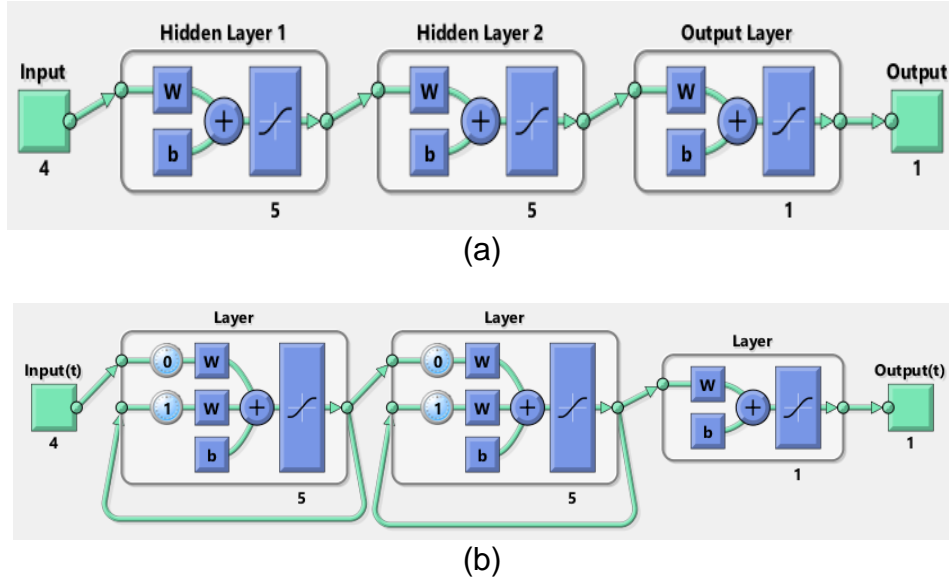 Hidden Layer 1 Hidden Layer 2 Output Layer
Input Output
W W W
+ + +
b b b
4 1
5 5 1
(a)
Layer Layer
Layer
Input(t) Output(t)
0 W 0 W
W
1 W + 1 W + +
4 1
b b b
5 5 1
(b)